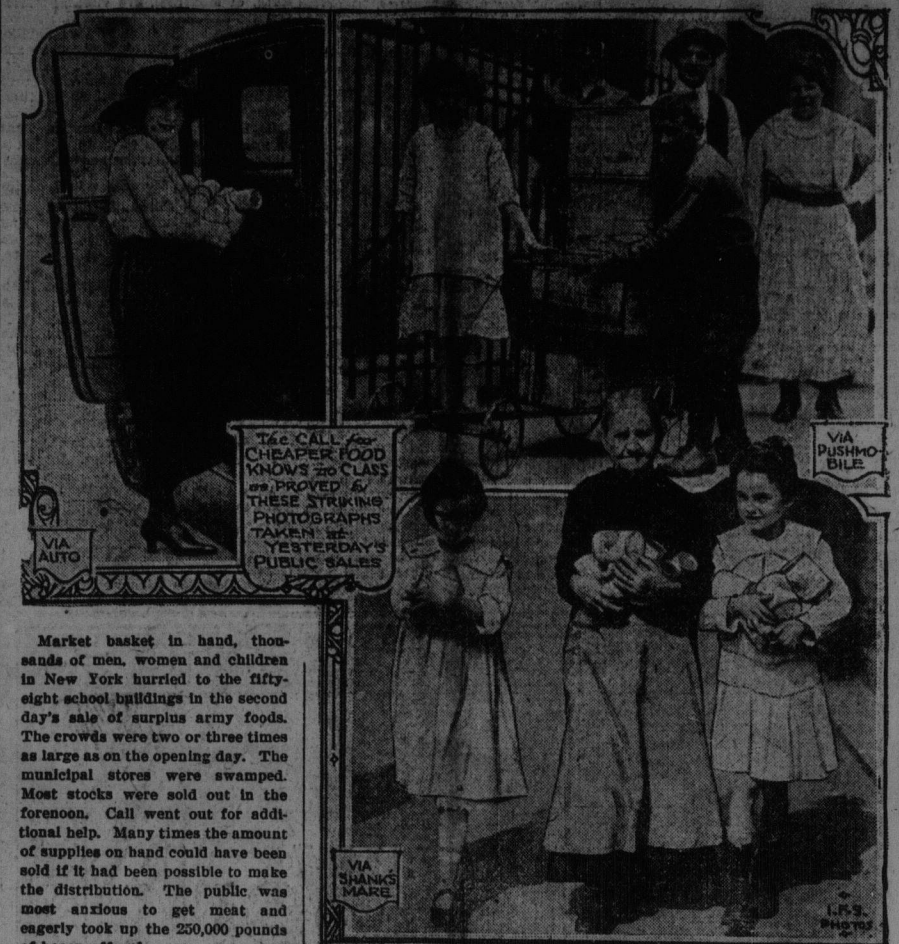 The CALL for
CHEAPER FOOD
KNOWS no CLASS
as PROVED by
THESE STRIKING
PHOTOGRAPHS
TAKEN at
YESTERDAY'S
PUBLIC SALES
VIA
AUTO
VIA
PUSHMO-
BILE
VIA
SHANKS
MARE
I.F.S.
PHOTOS
Market basket in hand, thou-
sands of men, women and children
in New York hurried to the fifty-
eight school buildings in the second
day's sale of surplus army foods.
The crowds were two or three times
as large as on the opening day. The
municipal stores were swamped.
Most stocks were sold out in the
forenoon. Call went out for addi-
tional help. Many times the amount
of supplies on hand could have been
sold if it had been possible to make
the distribution. The public was
most anxious to get meat and
eagerly took up the 250,000 pounds